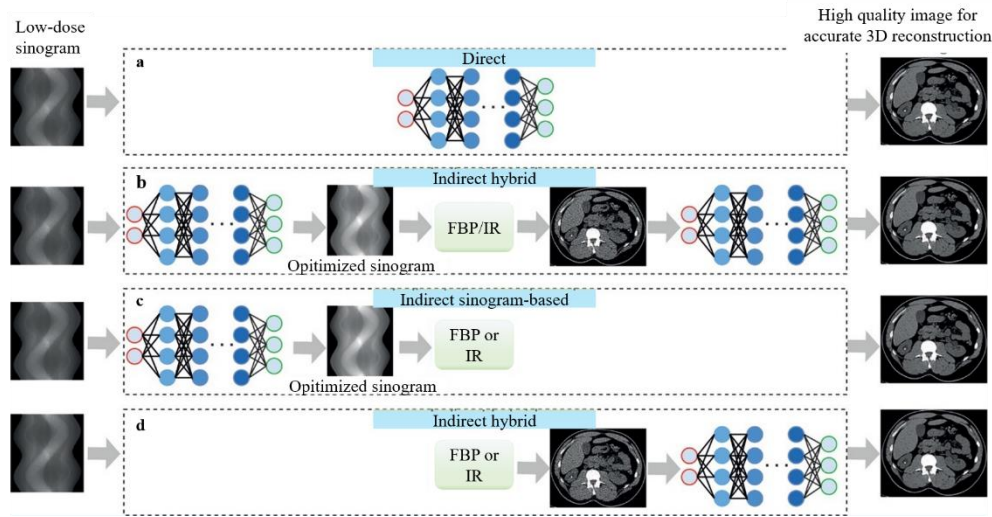 Low-dose
sinogram
High quality image for
accurate 3D reconstruction
a
Direct
b
Indirect hybrid
FBP/IR
Opitimized sinogram
c
Indirect sinogram-based
FBP or
IR
Opitimized sinogram
d
Indirect hybrid
FBP or
IR